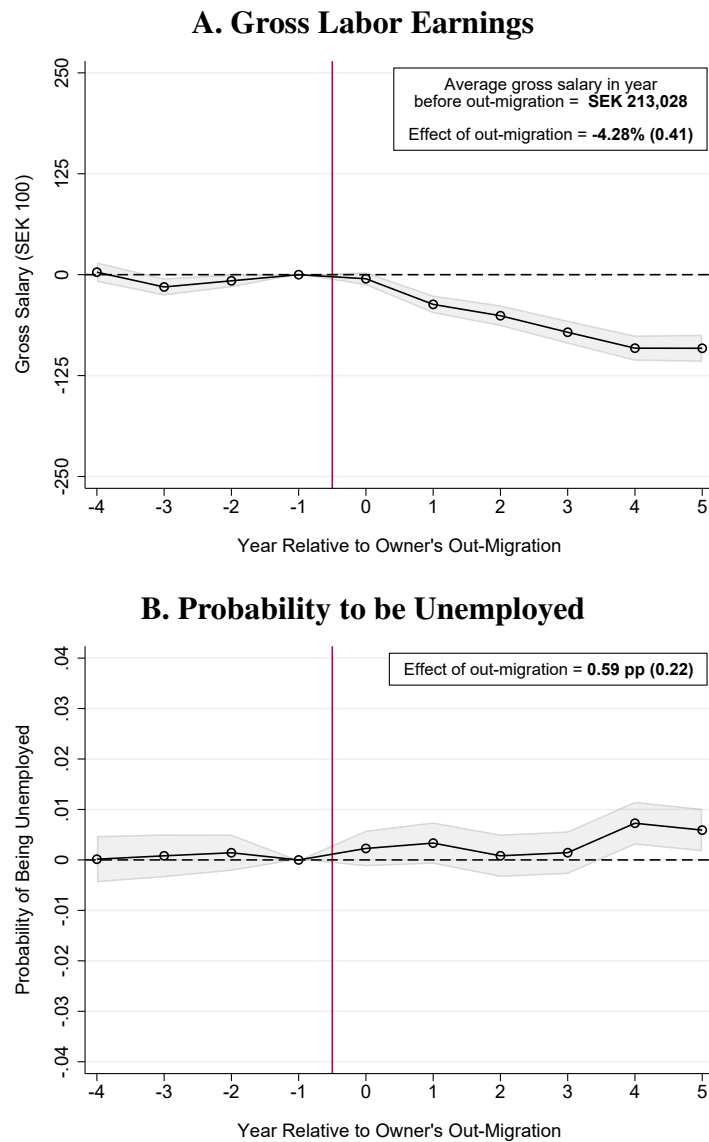 A. Gross Labor Earnings
Average gross salary in year
before out-migration = SEK 213,028
Effect of out-migration = -4.28% (0.41)
Gross Salary (SEK 100)
250
125
0
-125
-250
-4 -3 -2 -1 0 1 2 3 4 5
Year Relative to Owner's Out-Migration
B. Probability to be Unemployed
Effect of out-migration = 0.59 pp (0.22)
Probability of Being Unemployed
.04
.03
.02
.01
0
-.01
-.02
-.03
-.04
-4 -3 -2 -1 0 1 2 3 4 5
Year Relative to Owner's Out-Migration